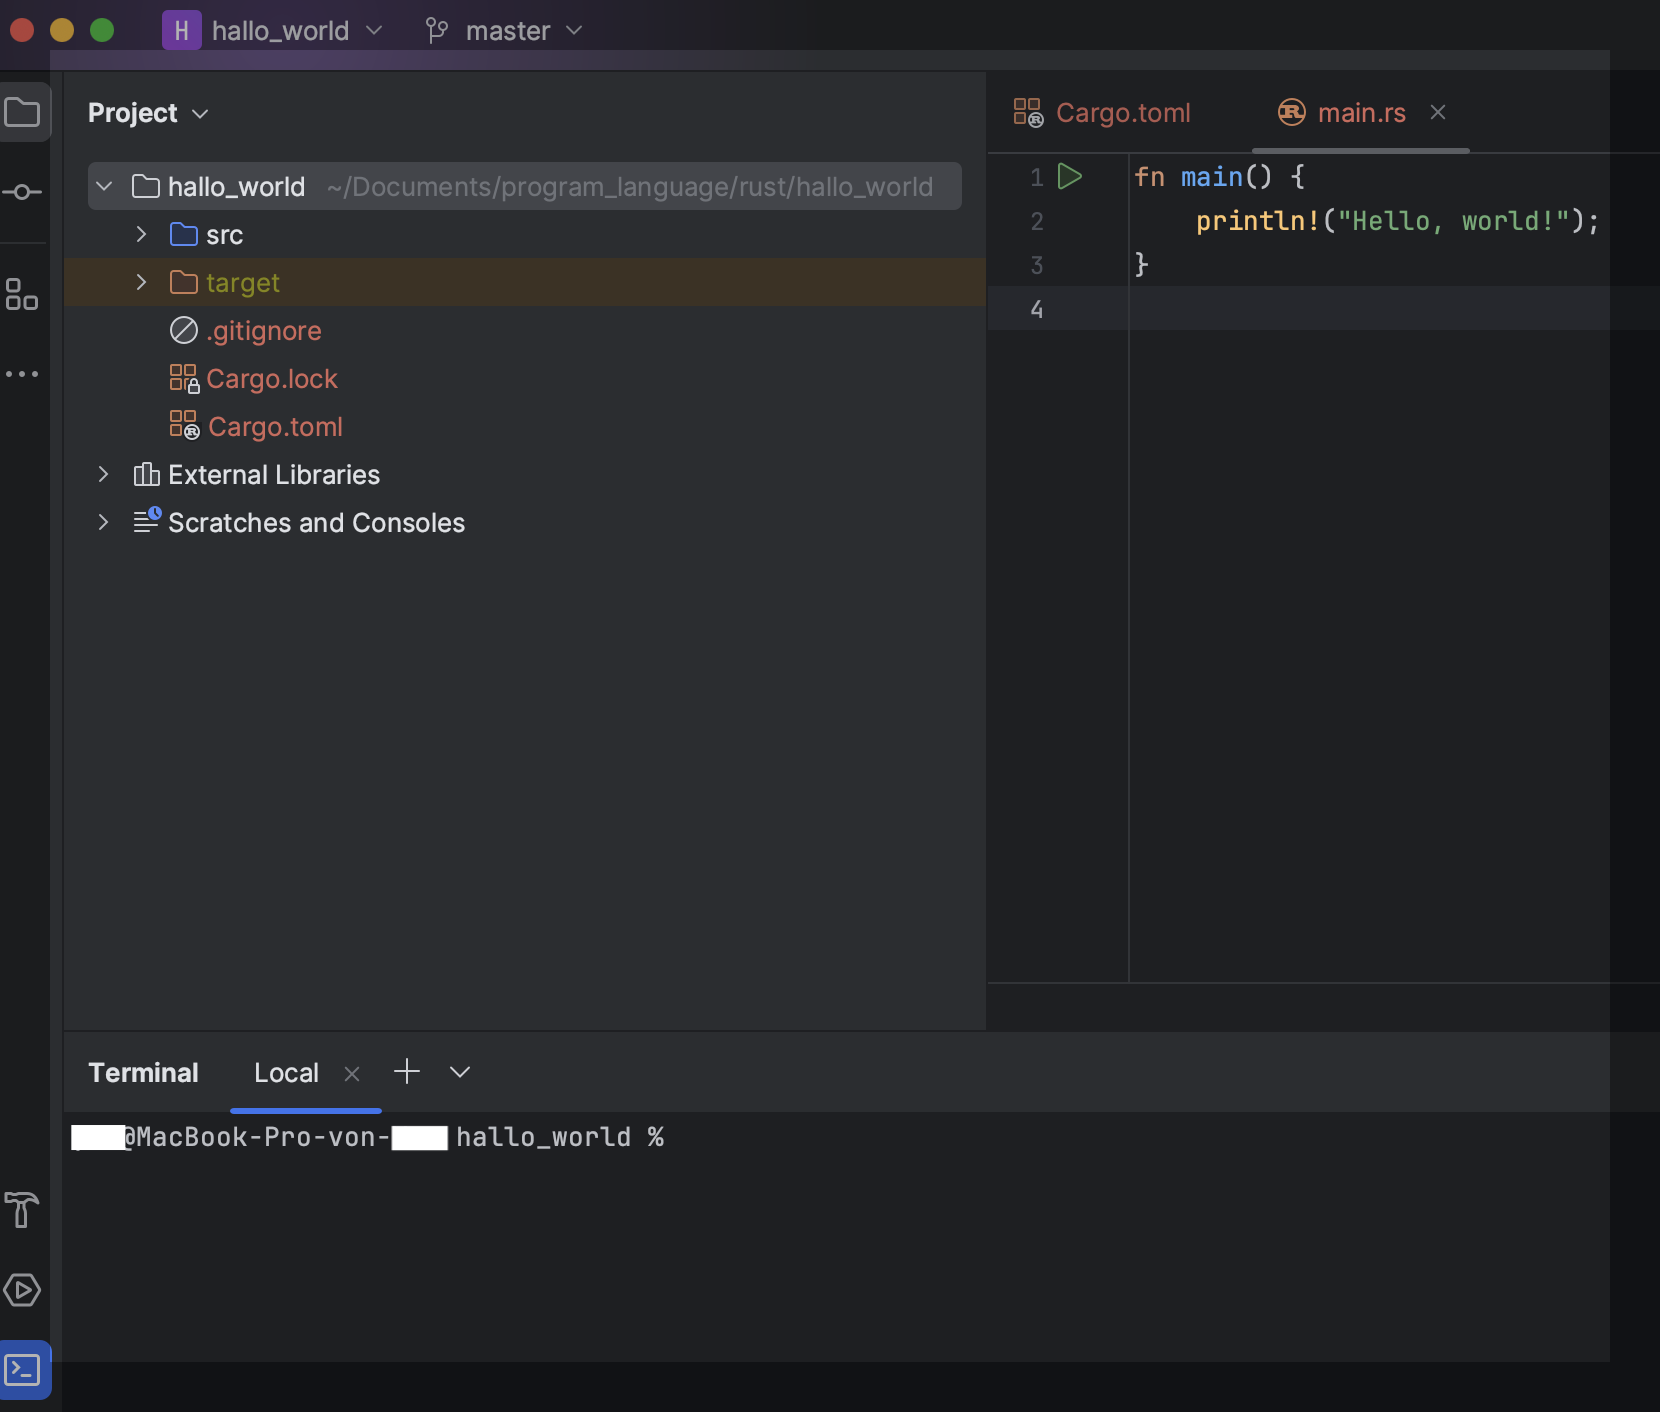 H hallo_world master
Project
hallo_world ~/Documents/program_language/rust/hallo_world
src
target
.gitignore
Cargo.lock
Cargo.toml
External Libraries
Scratches and Consoles
Cargo.toml main.rs
1 fn main() {
2 println!("Hello, world!");
3 }
4
Terminal Local
@MacBook-Pro-von- hallo_world %